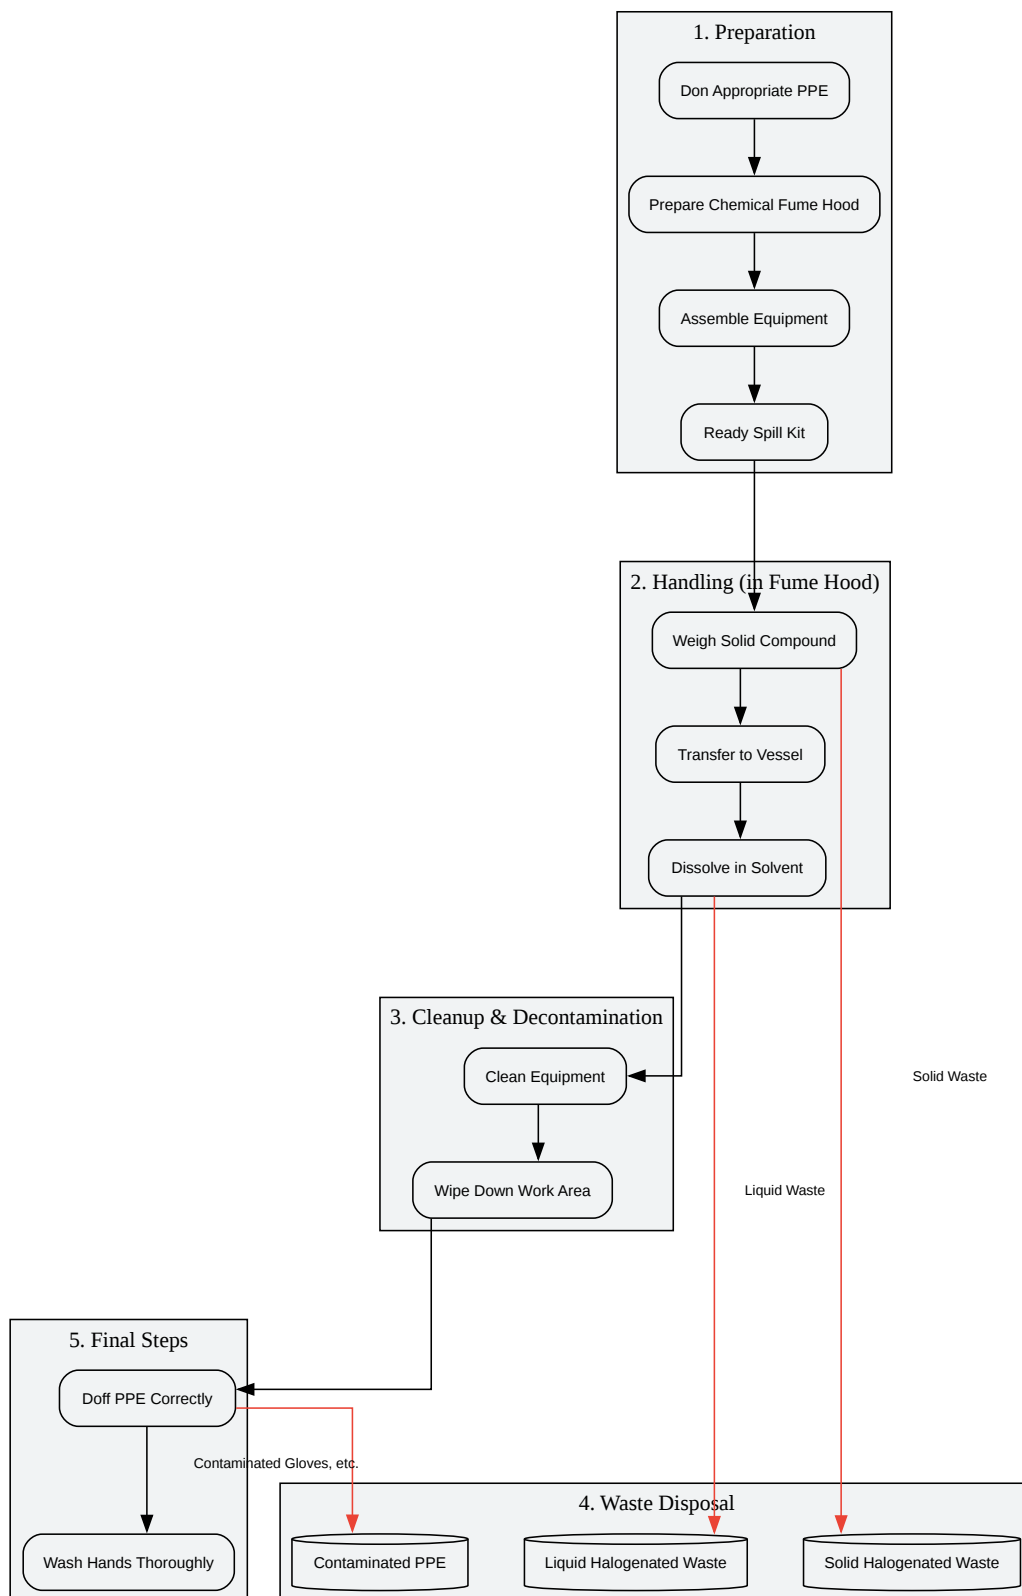 1. Preparation
Don Appropriate PPE
Prepare Chemical Fume Hood
Assemble Equipment
Ready Spill Kit
2. Handling (in Fume Hood)
Weigh Solid Compound
Transfer to Vessel
Dissolve in Solvent
3. Cleanup & Decontamination
Clean Equipment
Solid Waste
Wipe Down Work Area
Liquid Waste
5. Final Steps
Doff PPE Correctly
Contaminated Gloves, etc.
4. Waste Disposal
Wash Hands Thoroughly
Contaminated PPE
Liquid Halogenated Waste
Solid Halogenated Waste